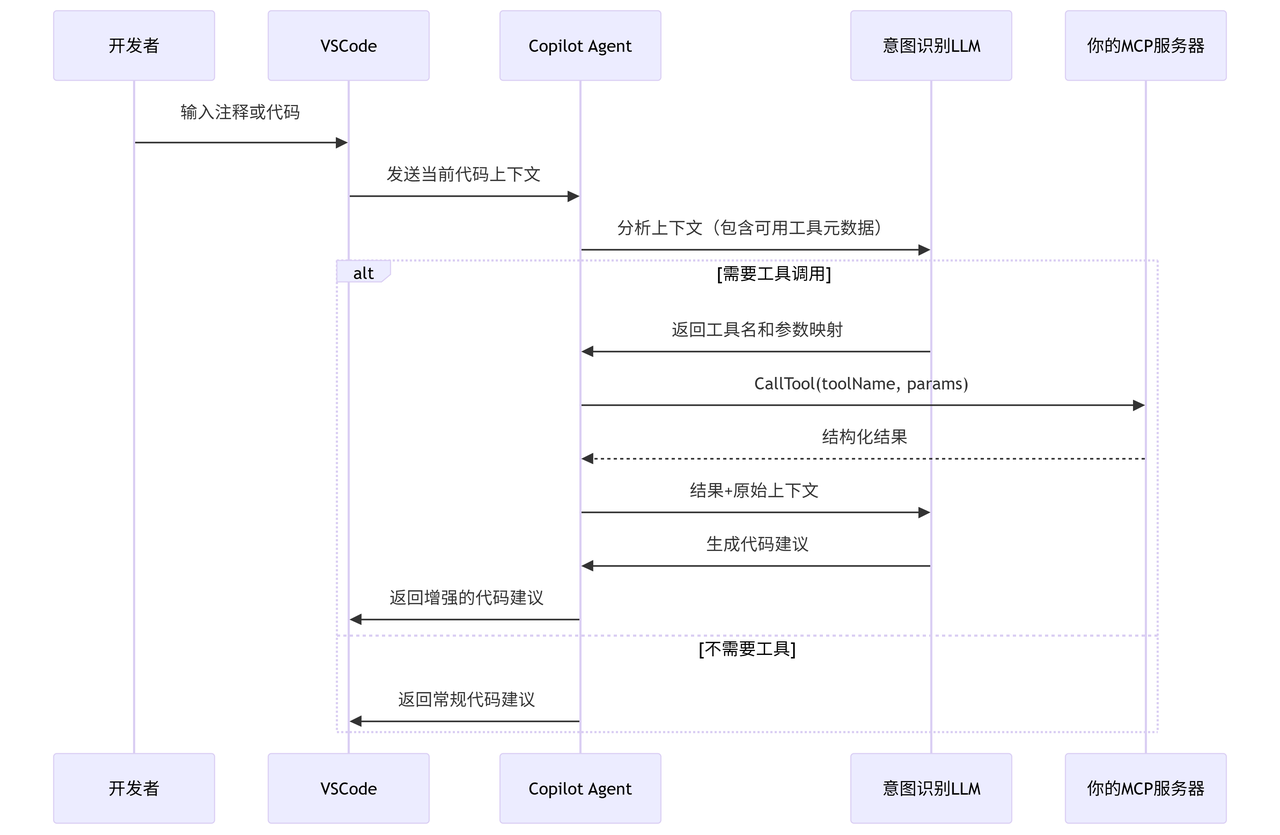 开发者
VSCode
Copilot Agent
意图识别LLM
你的MCP服务器
输入注释或代码
发送当前代码上下文
分析上下文（包含可用工具元数据）
alt
[需要工具调用]
返回工具名和参数映射
CallTool(toolName, params)
结构化结果
结果+原始上下文
生成代码建议
返回增强的代码建议
[不需要工具]
返回常规代码建议
开发者
VSCode
Copilot Agent
意图识别LLM
你的MCP服务器